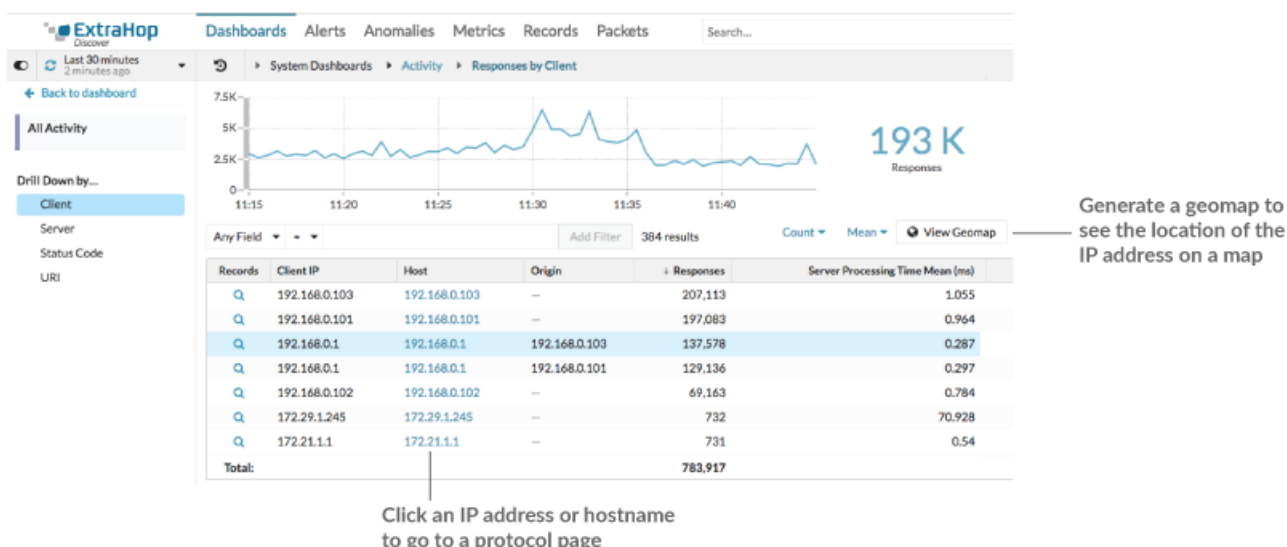 ExtraHop
Discover
Dashboards Alerts Anomalies Metrics Records Packets Search...
Last 30 minutes
2 minutes ago
System Dashboards Activity Responses by Client
Back to dashboard
All Activity
Drill Down by...
Client
Server
Status Code
URI
7.5K
5K
2.5K
0
11:15 11:20 11:25 11:30 11:35 11:40
193 K
Responses
Any Field = Add Filter 384 results Count Mean View Geomap
Generate a geomap to
see the location of the
IP address on a map
Records Client IP Host Origin ↓ Responses Server Processing Time Mean (ms)
192.168.0.103 192.168.0.103 — 207,113 1.055
192.168.0.101 192.168.0.101 — 197,083 0.964
192.168.0.1 192.168.0.1 192.168.0.103 137,578 0.287
192.168.0.1 192.168.0.1 192.168.0.101 129,136 0.297
192.168.0.102 192.168.0.102 — 69,163 0.784
172.29.1.245 172.29.1.245 — 732 70.928
172.21.1.1 172.21.1.1 — 731 0.54
Total: 783,917
Click an IP address or hostname
to go to a protocol page